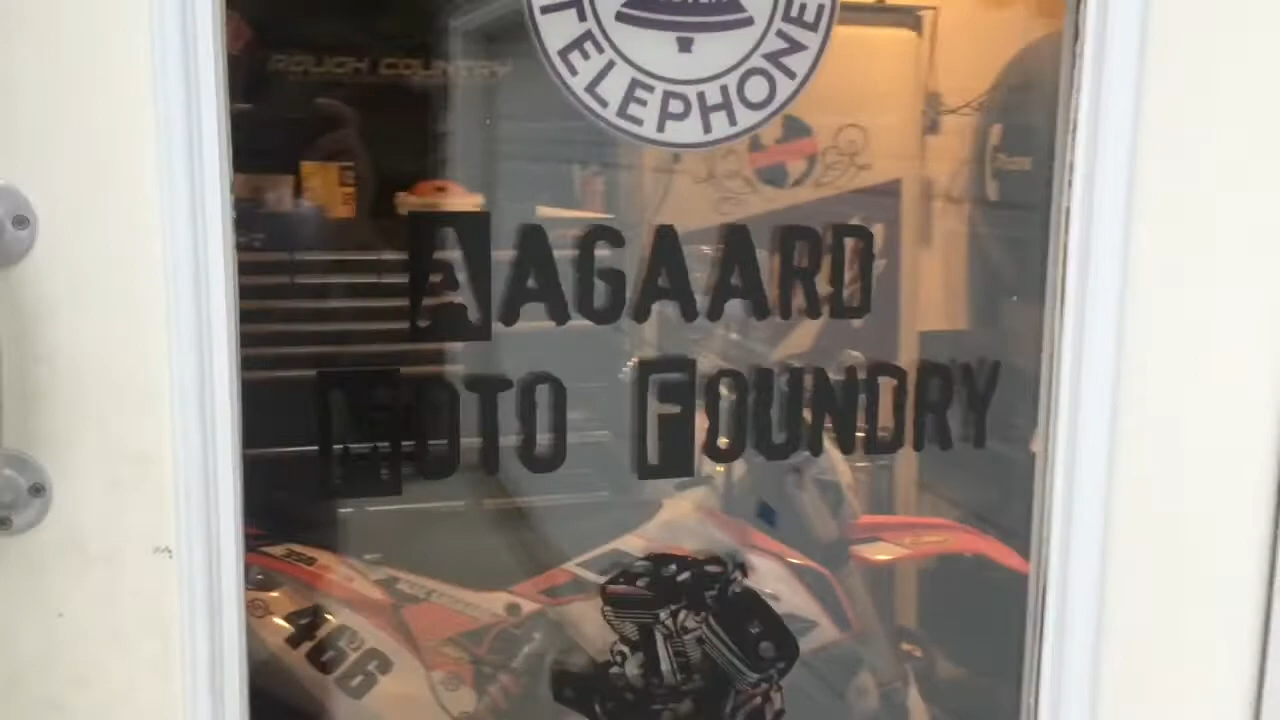 ROUGH COUNTRY
TELEPHONE
AAGAARD
MOTO FOUNDRY
466